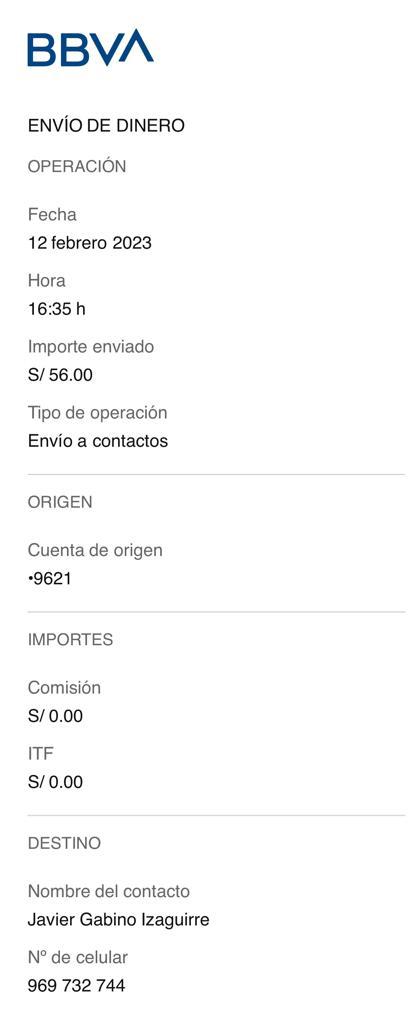 BBVA
ENVÍO DE DINERO
OPERACIÓN
Fecha
12 febrero 2023
Hora
16:35 h
Importe enviado
S/ 56.00
Tipo de operación
Envío a contactos
ORIGEN
Cuenta de origen
•9621
IMPORTES
Comisión
S/ 0.00
ITF
S/ 0.00
DESTINO
Nombre del contacto
Javier Gabino Izaguirre
Nº de celular
969 732 744